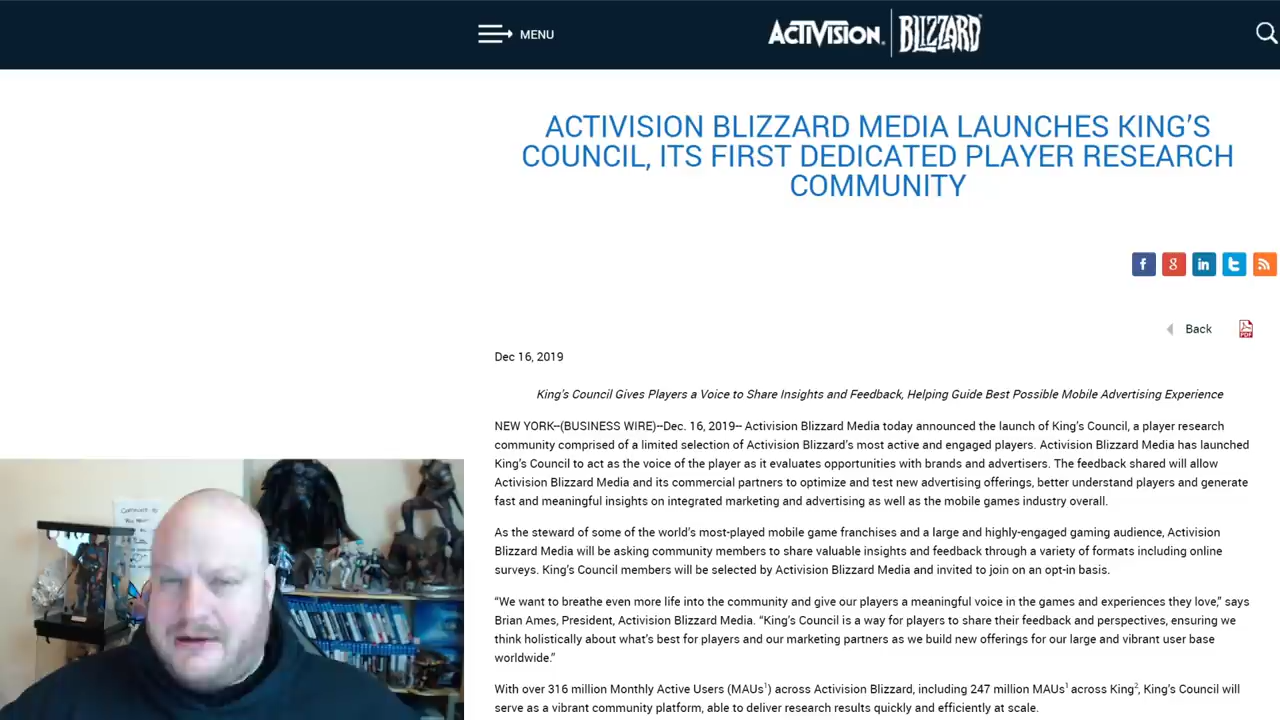 MENU
ACTIVISION | BLIZZARD
ACTIVISION BLIZZARD MEDIA LAUNCHES KING'S
COUNCIL, ITS FIRST DEDICATED PLAYER RESEARCH
COMMUNITY
Back
Dec 16, 2019
King's Council Gives Players a Voice to Share Insights and Feedback, Helping Guide Best Possible Mobile Advertising Experience
NEW YORK--(BUSINESS WIRE)--Dec. 16, 2019-- Activision Blizzard Media today announced the launch of King's Council, a player research
community comprised of a limited selection of Activision Blizzard's most active and engaged players. Activision Blizzard Media has launched
King's Council to act as the voice of the player as it evaluates opportunities with brands and advertisers. The feedback shared will allow
Activision Blizzard Media and its commercial partners to optimize and test new advertising offerings, better understand players and generate
fast and meaningful insights on integrated marketing and advertising as well as the mobile games industry overall.
As the steward of some of the world's most-played mobile game franchises and a large and highly-engaged gaming audience, Activision
Blizzard Media will be asking community members to share valuable insights and feedback through a variety of formats including online
surveys. King's Council members will be selected by Activision Blizzard Media and invited to join on an opt-in basis.
“We want to breathe even more life into the community and give our players a meaningful voice in the games and experiences they love,” says
Brian Ames, President, Activision Blizzard Media. “King's Council is a way for players to share their feedback and perspectives, ensuring we
think holistically about what's best for players and our marketing partners as we build new offerings for our large and vibrant user base
worldwide.”
With over 316 million Monthly Active Users (MAUs¹) across Activision Blizzard, including 247 million MAUs¹ across King², King's Council will
serve as a vibrant community platform, able to deliver research results quickly and efficiently at scale.